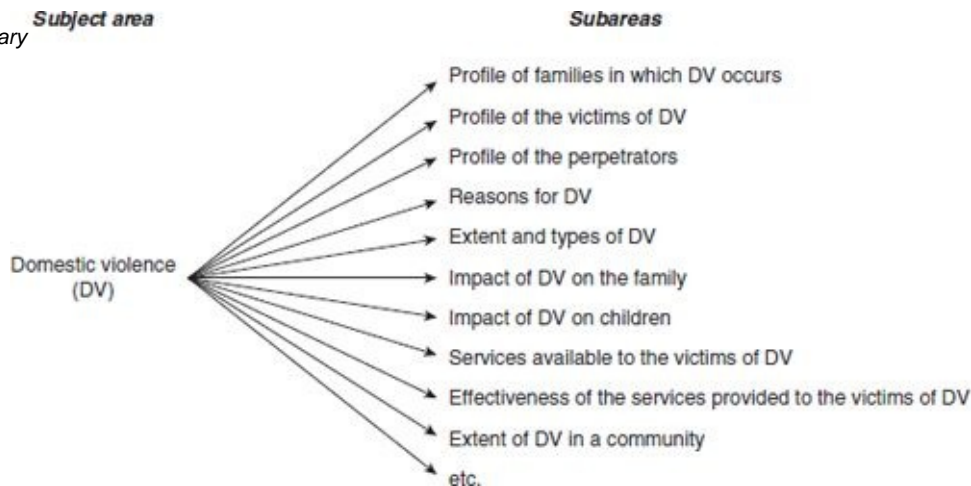 Subject area
Subareas
ary
Profile of families in which DV occurs
Profile of the victims of DV
Profile of the perpetrators
Reasons for DV
Extent and types of DV
Domestic violence
(DV)
Impact of DV on the family
Impact of DV on children
Services available to the victims of DV
Effectiveness of the services provided to the victims of DV
Extent of DV in a community
etc.